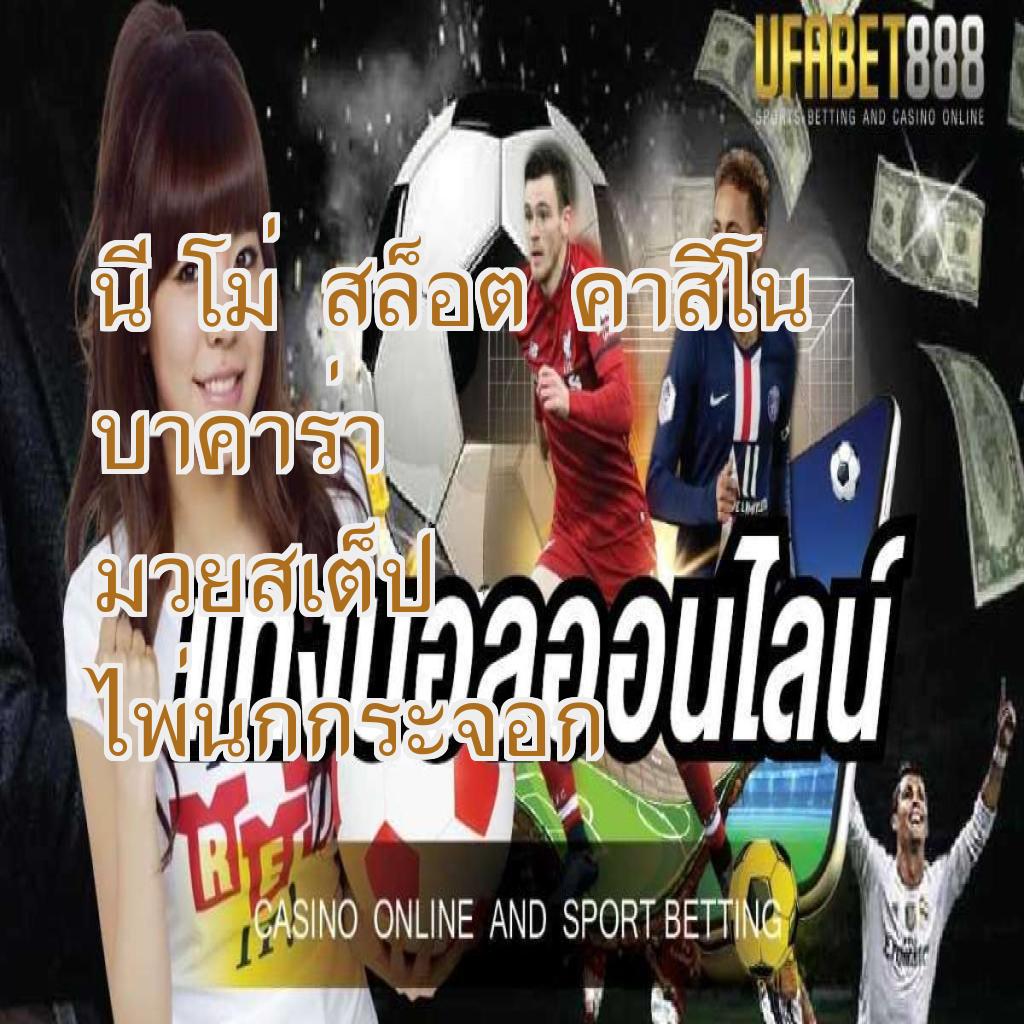 UFABET888
SPORTS BETTING AND CASINO ONLINE
นี โม่ สล็อต คาสิโน
บาคาร่า
มวยสเต็ป
แทงบอลออนไลน์
ไพ่นกกระจอก
CASINO ONLINE AND SPORT BETTING